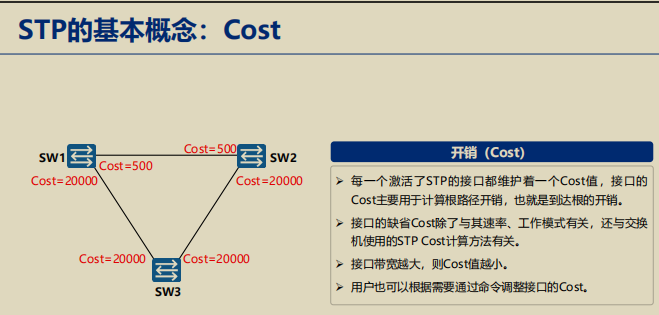 STP的基本概念：Cost
Cost=500
SW1
SW2
Cost=500
Cost=20000
Cost=20000
Cost=20000
Cost=20000
SW3
开销（Cost）
➢ 每一个激活了STP的接口都维护着一个Cost值，接口的
Cost主要用于计算根路径开销，也就是到达根的开销。
➢ 接口的缺省Cost除了与其速率、工作模式有关，还与交换
机使用的STP Cost计算方法有关。
➢ 接口带宽越大，则Cost值越小。
➢ 用户也可以根据需要通过命令调整接口的Cost。